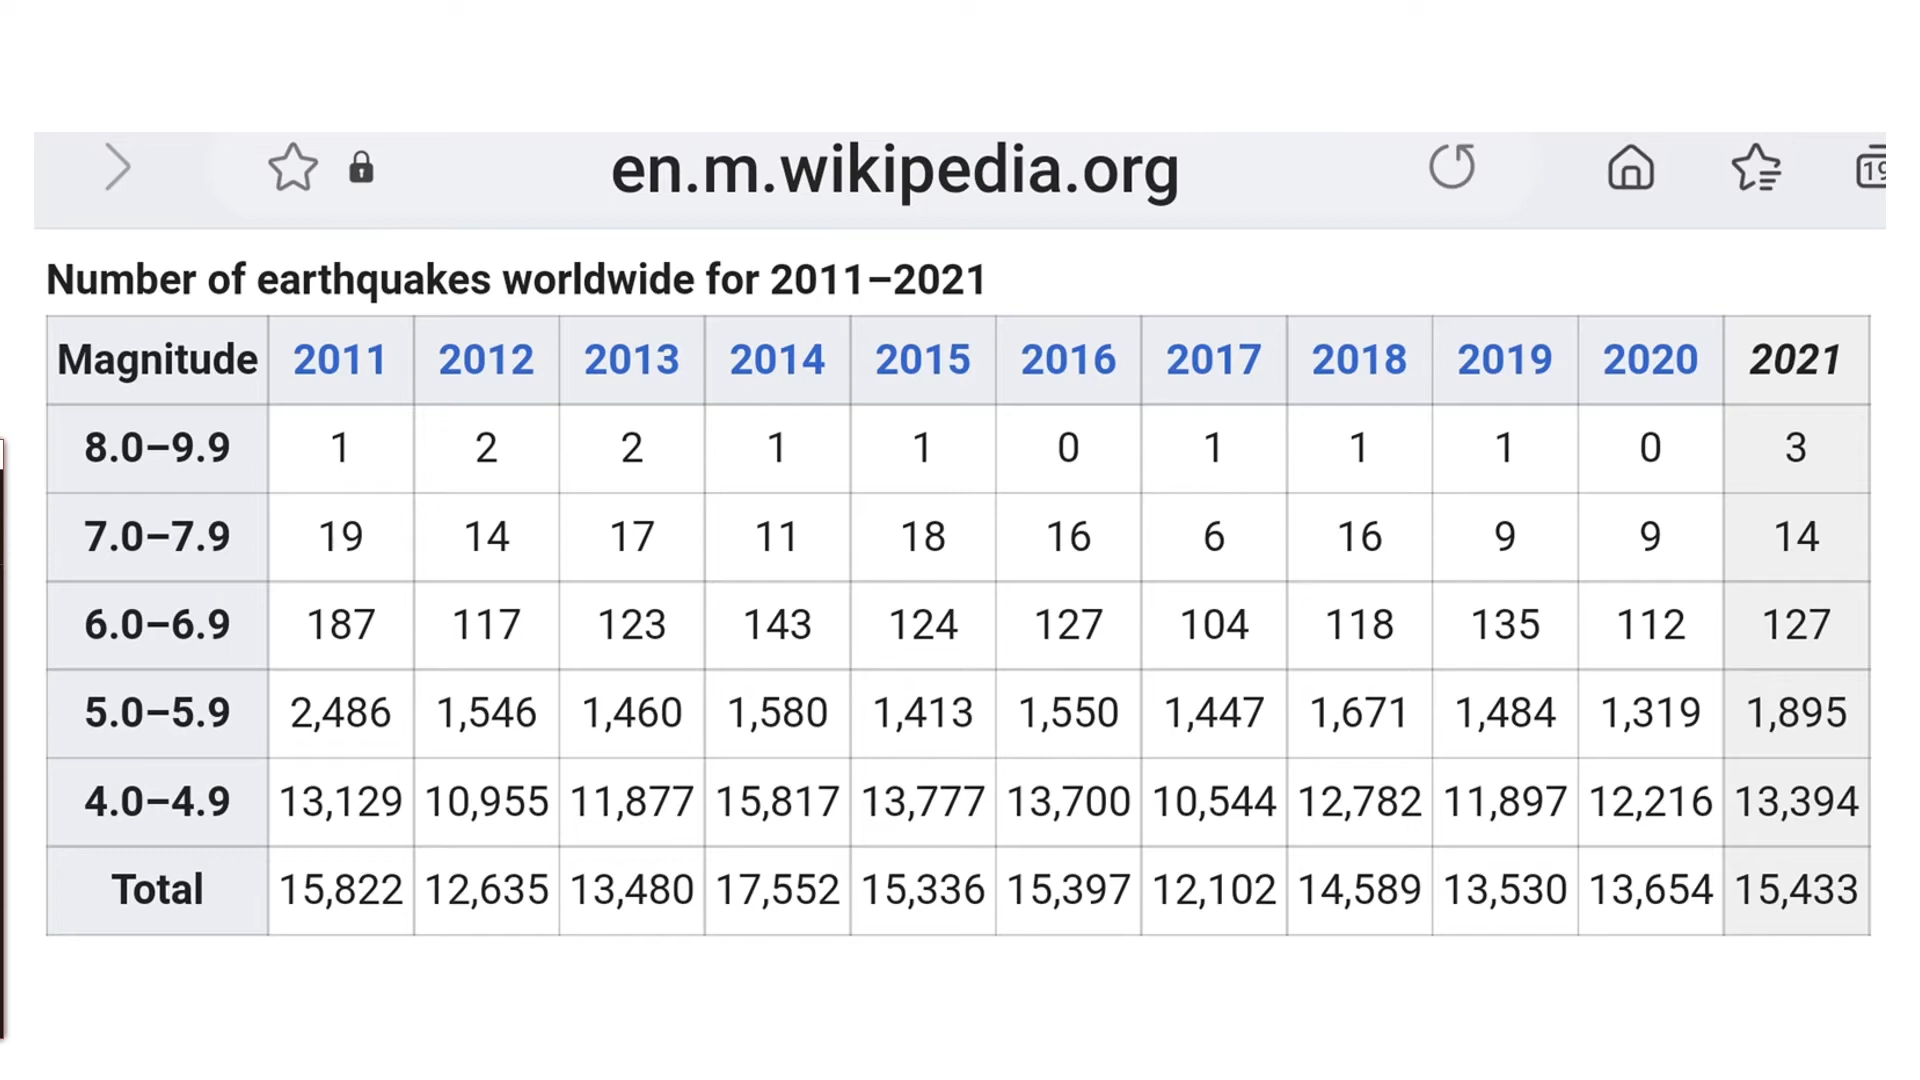 en.m.wikipedia.org 19
Number of earthquakes worldwide for 2011–2021
Magnitude 2011 2012 2013 2014 2015 2016 2017 2018 2019 2020 2021
8.0–9.9 1 2 2 1 1 0 1 1 1 0 3
7.0–7.9 19 14 17 11 18 16 6 16 9 9 14
6.0–6.9 187 117 123 143 124 127 104 118 135 112 127
5.0–5.9 2,486 1,546 1,460 1,580 1,413 1,550 1,447 1,671 1,484 1,319 1,895
4.0–4.9 13,129 10,955 11,877 15,817 13,777 13,700 10,544 12,782 11,897 12,216 13,394
Total 15,822 12,635 13,480 17,552 15,336 15,397 12,102 14,589 13,530 13,654 15,433